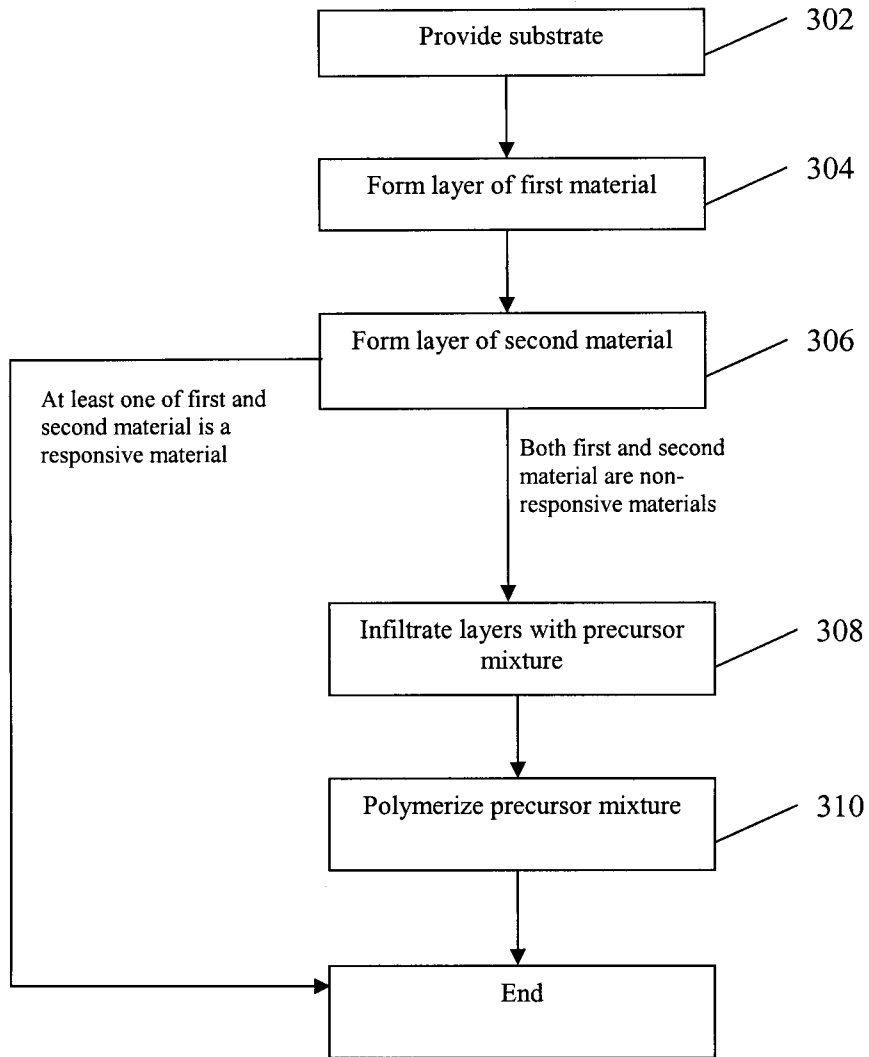 Provide substrate
302
Form layer of first material
304
Form layer of second material
306
At least one of first and
second material is a
responsive material
Both first and second
material are non-
responsive materials
Infiltrate layers with precursor
mixture
308
Polymerize precursor mixture
310
End